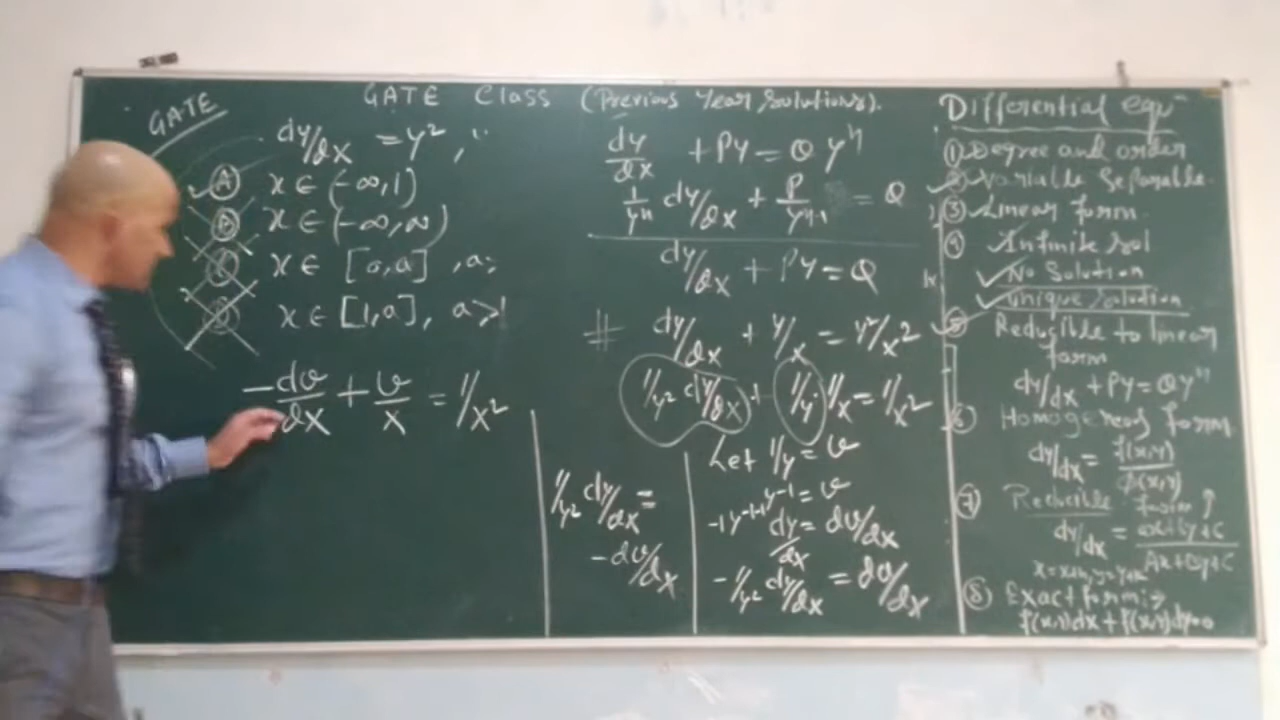 GATE Class (Previous Year Solutions).
GATE
dy/dx = y²,
(A) x ∈ (-∞,1)
(B) x ∈ (-∞,∞)
x ∈ [0,a] , a
x ∈ [1,a], a>1
-dv/dx + v/x = 1/x²
dy/dx + Py = Q yⁿ
1/yⁿ dy/dx + P/yⁿ⁻¹ = Q
dy/dx + Py = Q
# dy/dx + y/x = y²/x²
1/y² dy/dx + 1/y · 1/x = 1/x²
1/y² dy/dx =
-dv/dx
Let 1/y = v
y⁻¹ = v
-1 y⁻¹⁻¹ dy/dx = dv/dx
-1/y² dy/dx = dv/dx
Differential eqⁿ
① Degree and order
② Variable Separable
③ Linear form
④ Infinite sol
No Solution
Unique Solution
⑤ Reducible to linear
form
dy/dx + Py = Qyⁿ
⑥ Homogeneous form
dy/dx = f(x,y)/
⑦ Reducible form ↑
dy/dx = ax+by+c/Ax+By+C
⑧ Exact form :→
f(x,y)dx + f(x,y)dy=0